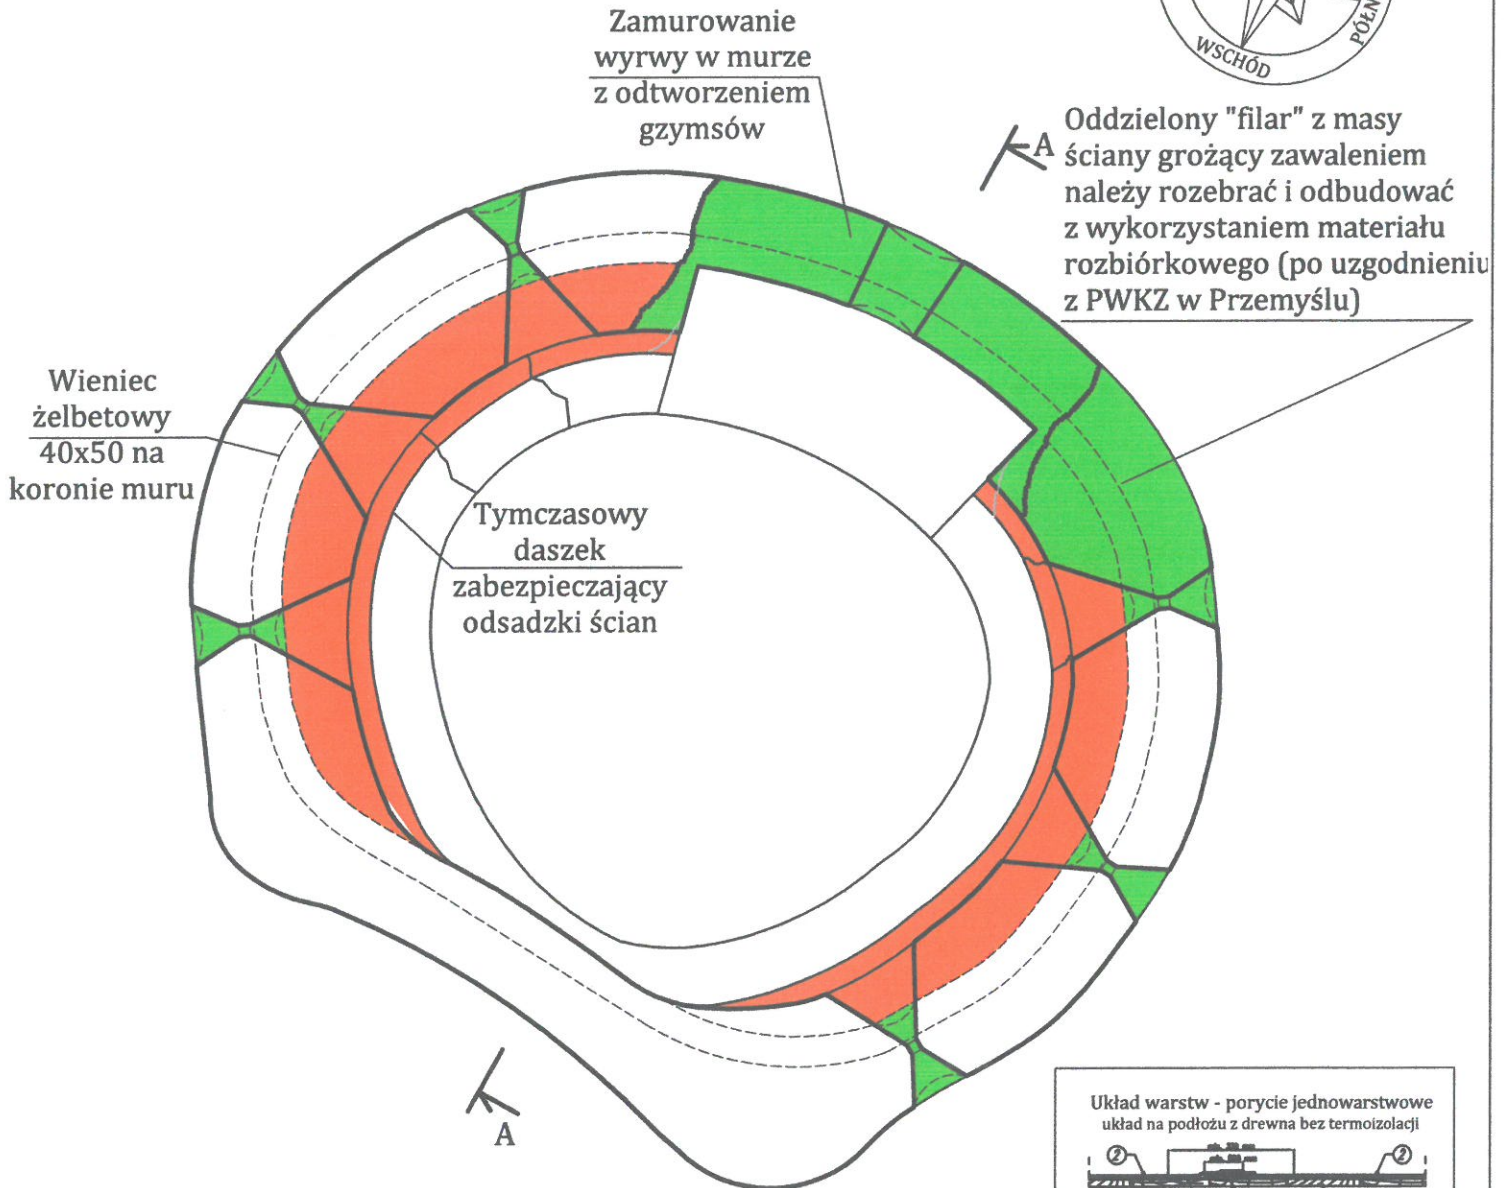 Zamurowanie
wyrwy w murze
z odtworzeniem
gzymsów
WSCHÓD
PÓŁN
A
Oddzielony "filar" z masy
ściany grożący zawaleniem
należy rozebrać i odbudować
z wykorzystaniem materiału
rozbiórkowego (po uzgodnieniu
z PWKZ w Przemyślu)
Wieniec
żelbetowy
40x50 na
koronie muru
Tymczasowy
daszek
zabezpieczający
odsadzki ścian
A
Układ warstw - porycie jednowarstwowe
układ na podłożu z drewna bez termoizolacji
2
2